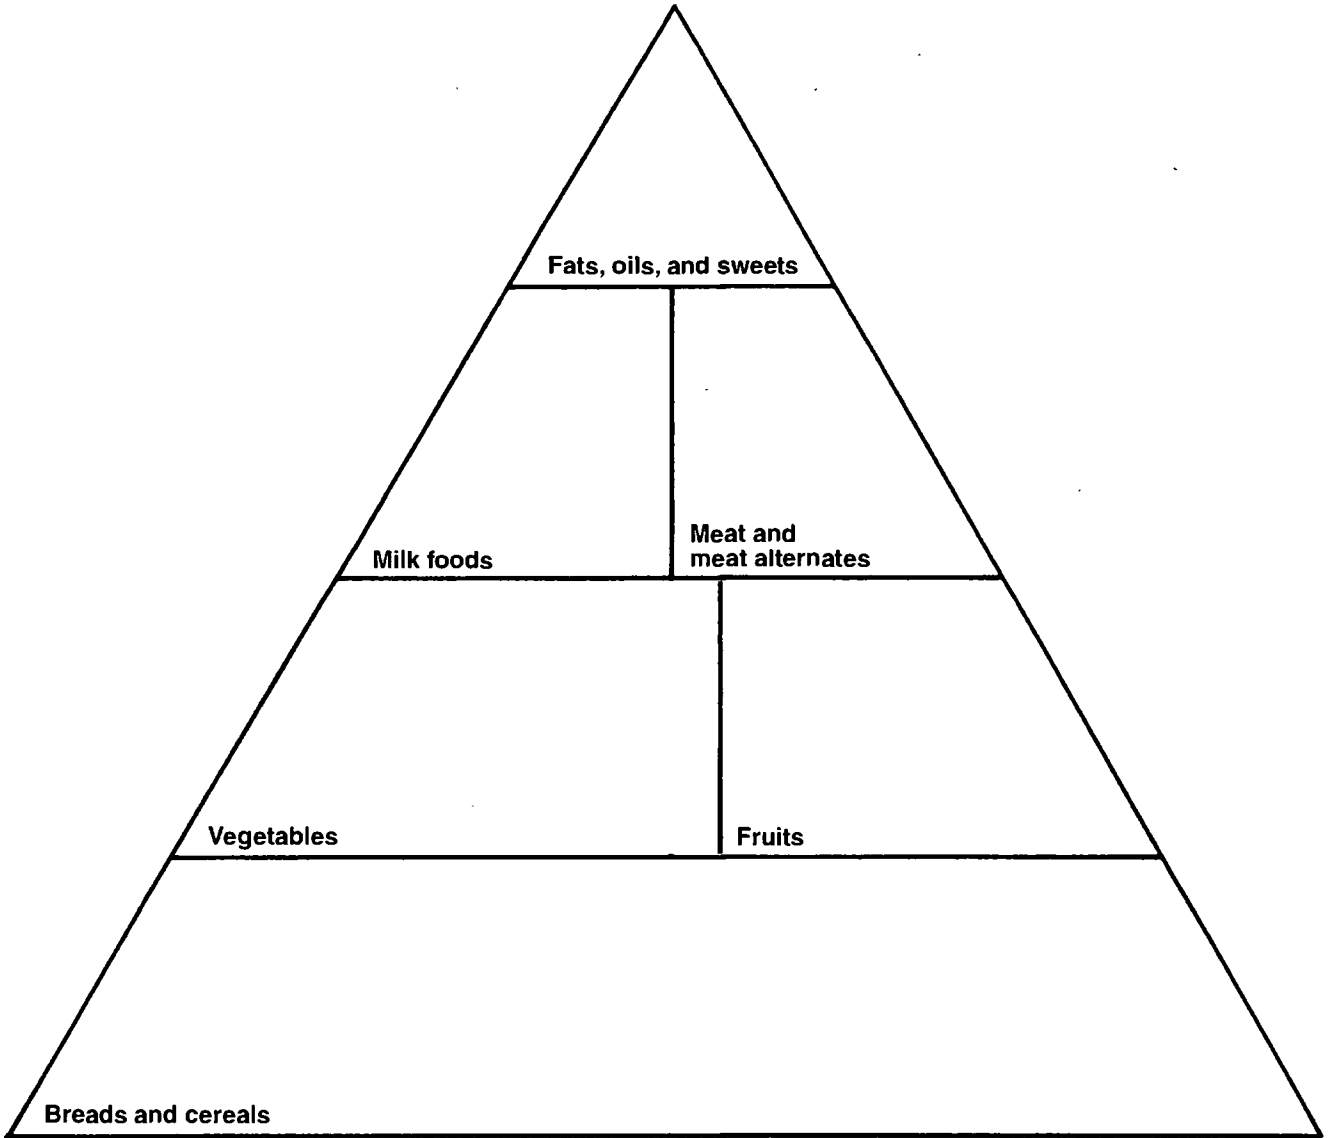 Fats, oils, and sweets
Milk foods
Meat and
meat alternates
Vegetables
Fruits
Breads and cereals